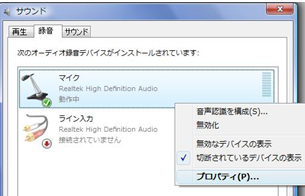 サウンド
再生 録音 サウンド
次のオーディオ録音デバイスがインストールされています:
マイク
Realtek High Definition Audio
動作中
ライン入力
Realtek High Definition Audio
接続されていません
音声認識を構成(S)...
無効化
無効なデバイスの表示
✓ 切断されているデバイスの表示
プロパティ(P)...